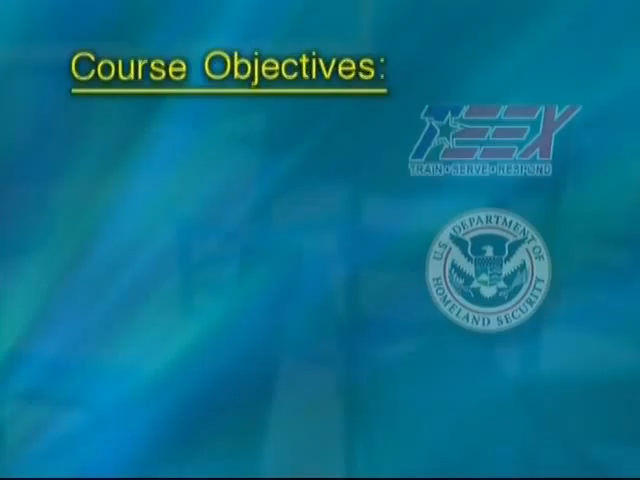 Course Objectives:
TEEX
TRAIN • SERVE • RESPOND
U.S. DEPARTMENT OF
HOMELAND SECURITY